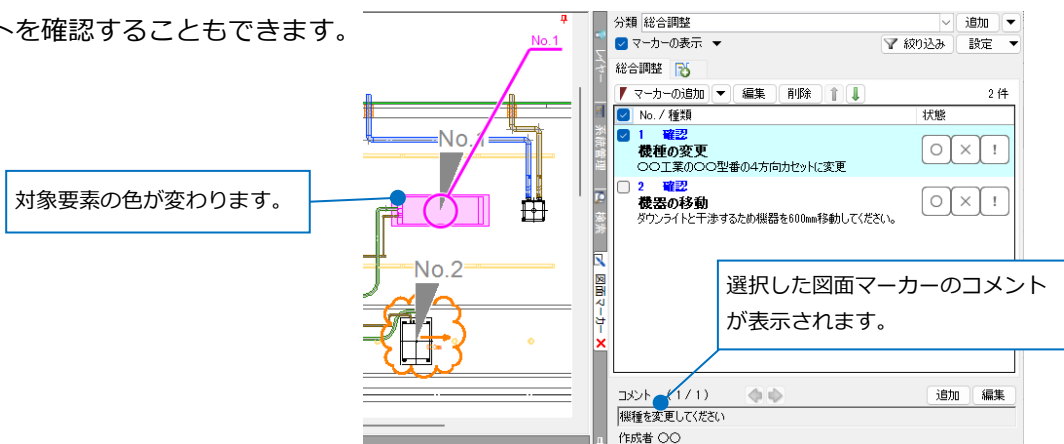 トを確認することもできます。
対象要素の色が変わります。
No.1
No.1
No.2
レイヤー
系統管理
検索
図面マーカー
分類 総合調整 追加
マーカーの表示 絞り込み 設定
総合調整
マーカーの追加 編集 削除 2 件
No. / 種類 状態
1 確認
機種の変更
○○工業の○○型番の4方向カセットに変更
○ × !
2 確認
機器の移動
ダウンライトと干渉するため機器を600mm移動してください。
○ × !
選択した図面マーカーのコメント
が表示されます。
コメント (1/1) 追加 編集
機種を変更してください
作成者 ○○